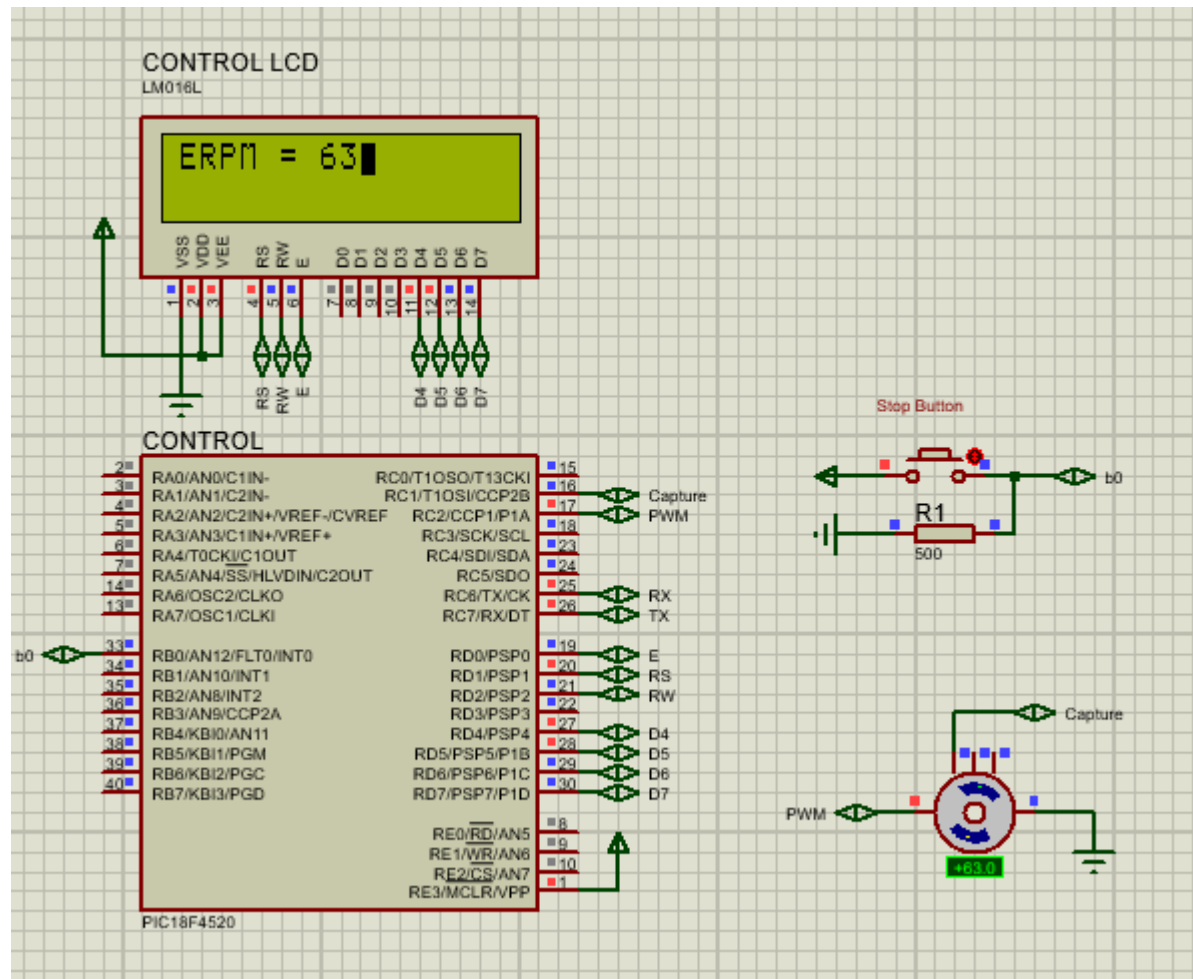 CONTROL LCD
LM016L
ERPM = 63
VSS
VDD
VEE
RS
RW
E
D0
D1
D2
D3
D4
D5
D6
D7
1
2
3
4
5
6
7
8
9
10
11
12
13
14
RS
RW
E
D4
D5
D6
D7
CONTROL
2 RA0/AN0/C1IN-
3 RA1/AN1/C2IN-
4 RA2/AN2/C2IN+/VREF-/CVREF
5 RA3/AN3/C1IN+/VREF+
6 RA4/T0CKI/C1OUT
7 RA5/AN4/SS/HLVDIN/C2OUT
14 RA6/OSC2/CLKO
13 RA7/OSC1/CLKI
b0 33 RB0/AN12/FLT0/INT0
34 RB1/AN10/INT1
35 RB2/AN8/INT2
36 RB3/AN9/CCP2A
37 RB4/KBI0/AN11
38 RB5/KBI1/PGM
39 RB6/KBI2/PGC
40 RB7/KBI3/PGD
RC0/T1OSO/T13CKI 15
RC1/T1OSI/CCP2B 16 Capture
RC2/CCP1/P1A 17 PWM
RC3/SCK/SCL 18
RC4/SDI/SDA 23
RC5/SDO 24
RC6/TX/CK 25 RX
RC7/RX/DT 26 TX
RD0/PSP0 19 E
RD1/PSP1 20 RS
RD2/PSP2 21 RW
RD3/PSP3 22
RD4/PSP4 27 D4
RD5/PSP5/P1B 28 D5
RD6/PSP6/P1C 29 D6
RD7/PSP7/P1D 30 D7
RE0/RD/AN5 8
RE1/WR/AN6 9
RE2/CS/AN7 10
RE3/MCLR/VPP 1
PIC18F4520
Stop Button
b0
R1
500
Capture
PWM
+63.0